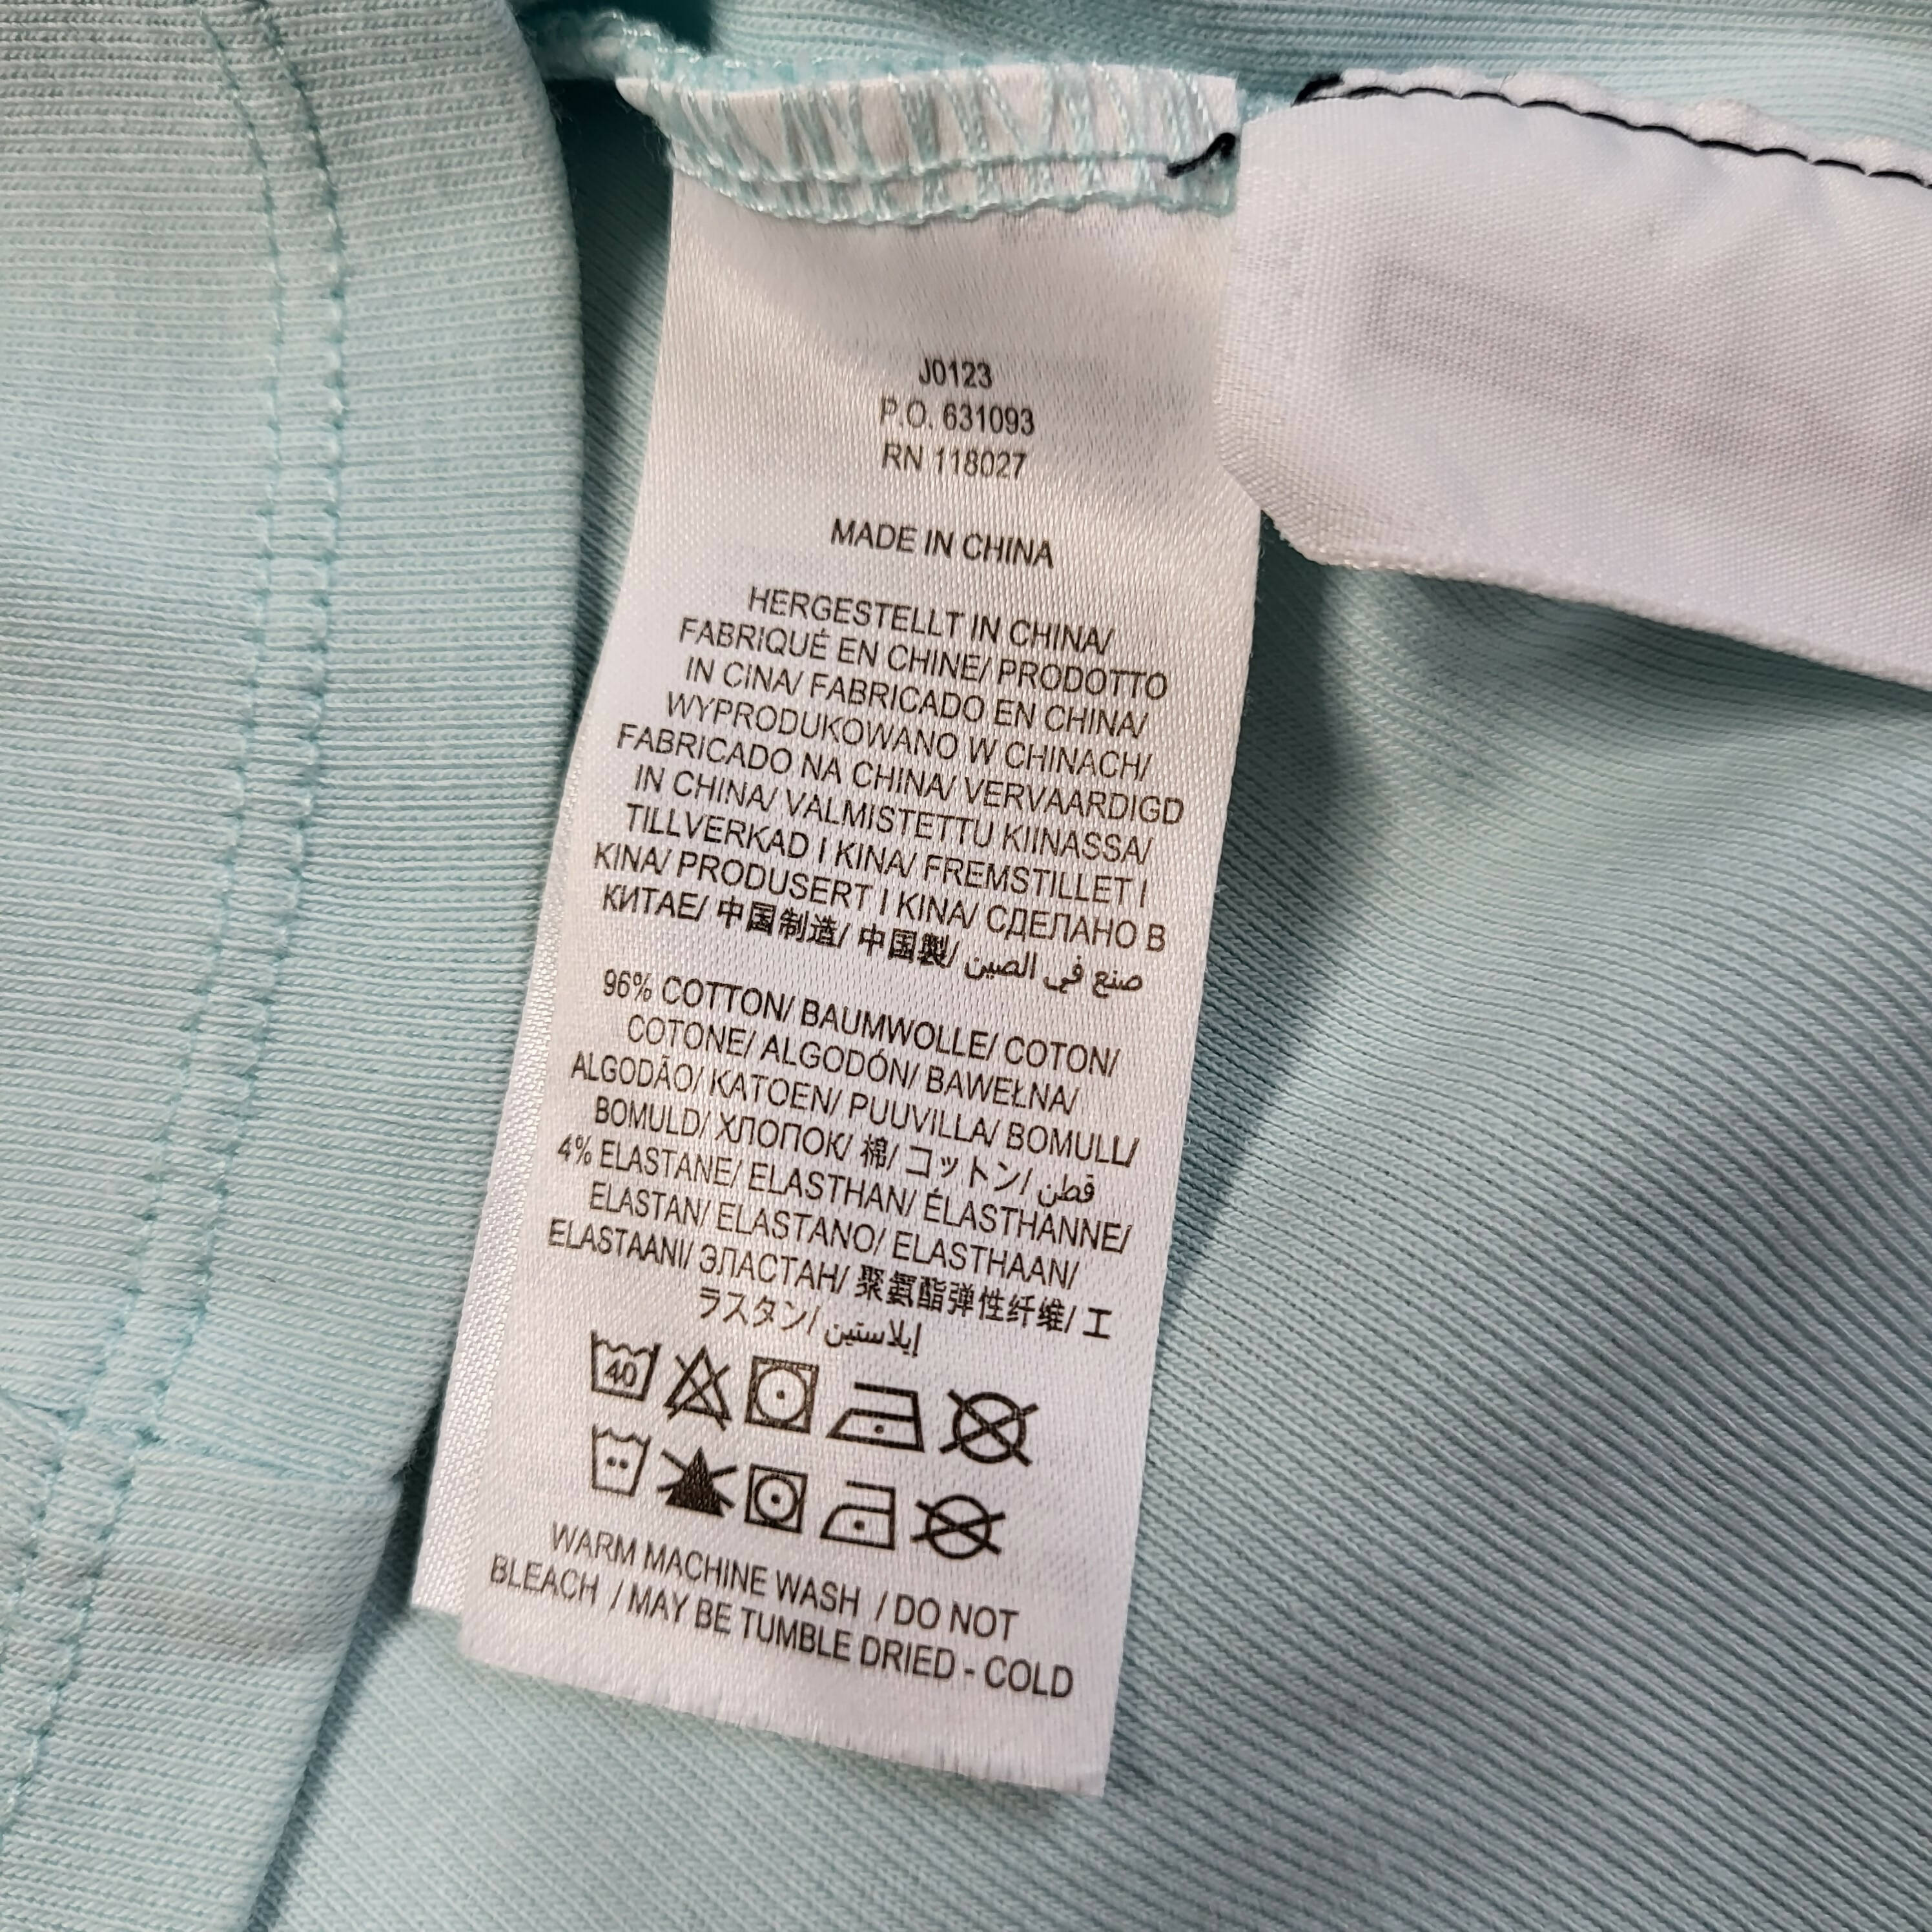 J0123
P.O. 631093
RN 118027
MADE IN CHINA
HERGESTELLT IN CHINA/
FABRIQUÉ EN CHINE/ PRODOTTO
IN CINA/ FABRICADO EN CHINA/
WYPRODUKOWANO W CHINACH/
FABRICADO NA CHINA/ VERVAARDIGD
IN CHINA/ VALMISTETTU KIINASSA/
TILLVERKAD I KINA/ FREMSTILLET I
KINA/ PRODUSERT I KINA/ СДЕЛАНО В
КИТАЕ/ 中国制造/ 中国製/ صنع في الصين
96% COTTON/ BAUMWOLLE/ COTON/
COTONE/ ALGODÓN/ BAWEŁNA/
ALGODÃO/ KATOEN/ PUUVILLA/ BOMULL/
BOMULD/ ХЛОПОК/ 棉/ コットン/ قطن
4% ELASTANE/ ELASTHAN/ ÉLASTHANNE/
ELASTAN/ ELASTANO/ ELASTHAAN/
ELASTAANI/ ЭЛАСТАН/ 聚氨酯弹性纤维/ エ
ラスタン/ إيلاستين
40
WARM MACHINE WASH / DO NOT
BLEACH / MAY BE TUMBLE DRIED - COLD